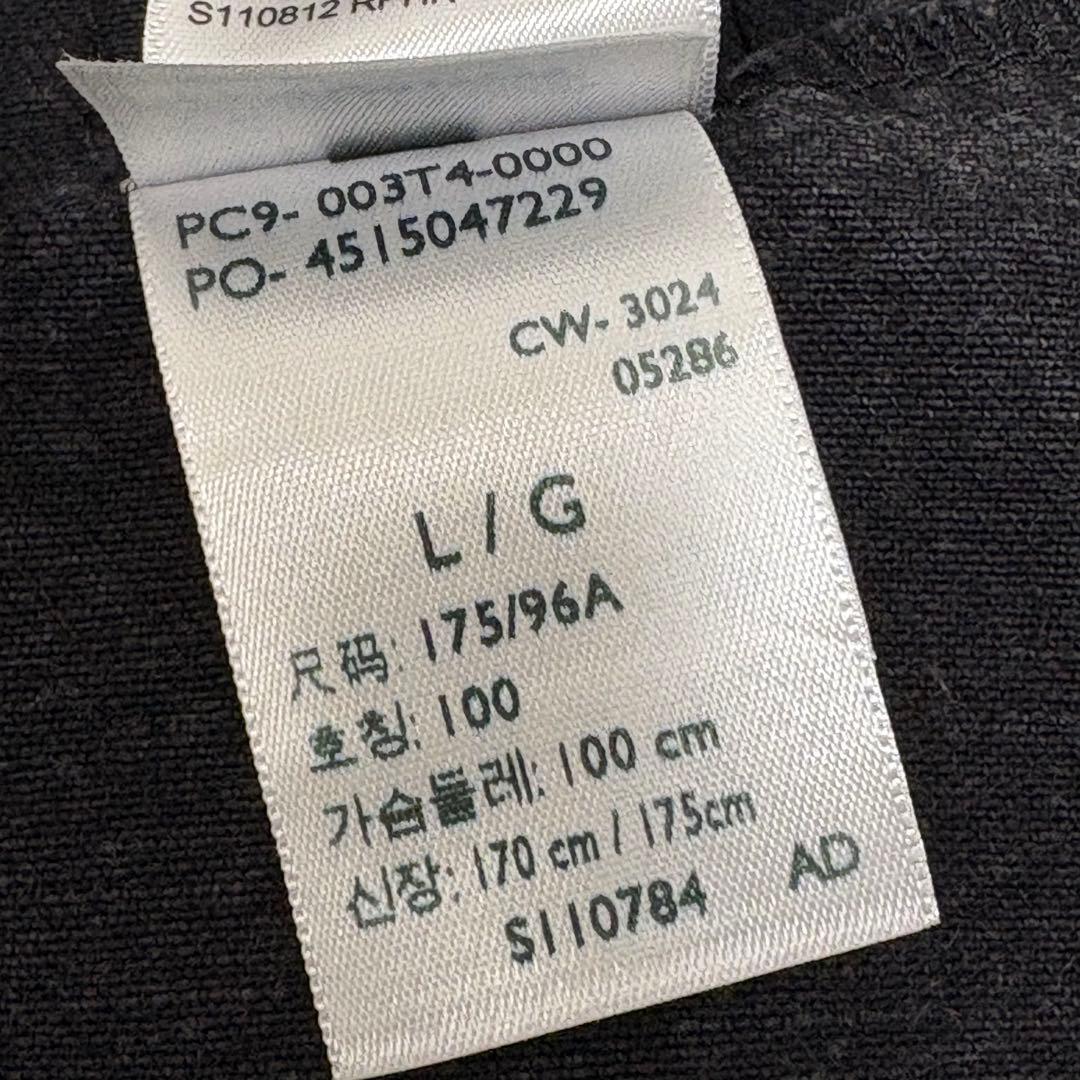 S110812
PC9- 003T4-0000
PO- 4515047229
CW- 3024
05286
L / G
尺码: 175/96A
호칭: 100
가슴둘레: 100 cm
신장: 170 cm / 175cm
S110784 AD